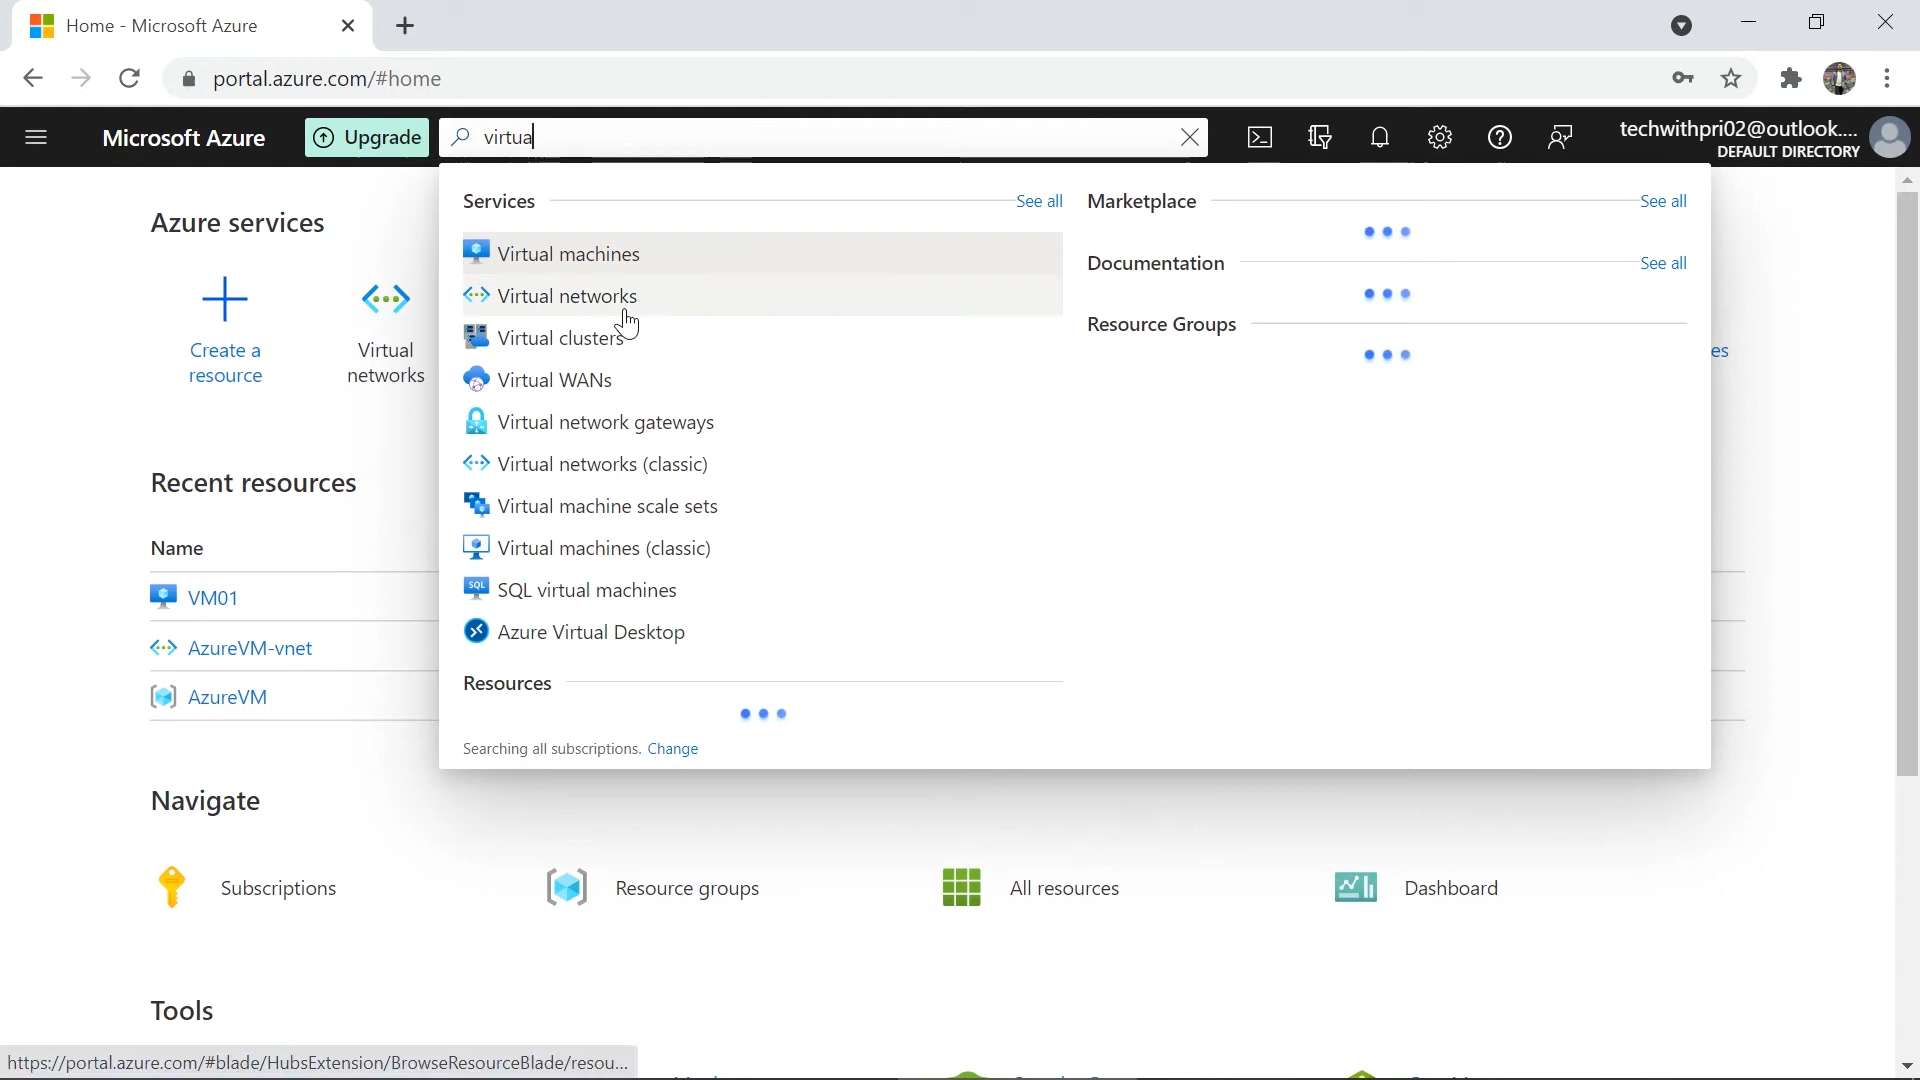 Home - Microsoft Azure
portal.azure.com/#home
Microsoft Azure
Upgrade
virtua
techwithpri02@outlook....
DEFAULT DIRECTORY
Azure services
Create a
resource
Virtual
networks
Services
See all
Virtual machines
Virtual networks
Virtual clusters
Virtual WANs
Virtual network gateways
Virtual networks (classic)
Virtual machine scale sets
Virtual machines (classic)
SQL
SQL virtual machines
Azure Virtual Desktop
Resources
Searching all subscriptions. Change
Marketplace
See all
Documentation
See all
Resource Groups
es
Recent resources
Name
VM01
AzureVM-vnet
AzureVM
Navigate
Subscriptions
Resource groups
All resources
Dashboard
Tools
https://portal.azure.com/#blade/HubsExtension/BrowseResourceBlade/resou...